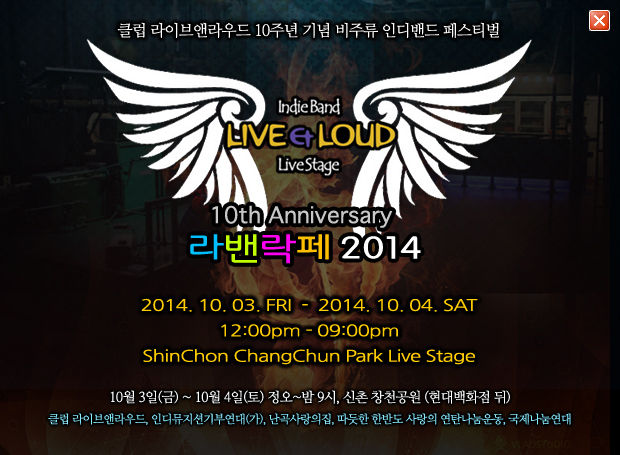 클럽 라이브앤라우드 10주년 기념 비주류 인디밴드 페스티벌
Indie Band
LIVE & LOUD
Live Stage
10th Anniversary
라밴락페 2014
2014. 10. 03. FRI - 2014. 10. 04. SAT
12:00pm - 09:00pm
ShinChon ChangChun Park Live Stage
10월 3일(금) ~ 10월 4일(토) 정오~밤 9시, 신촌 창천공원 (현대백화점 뒤)
클럽 라이브앤라우드, 인디뮤지션기부연대(가), 난곡사랑의집, 따듯한 한반도 사랑의 연탄나눔운동, 국제나눔연대